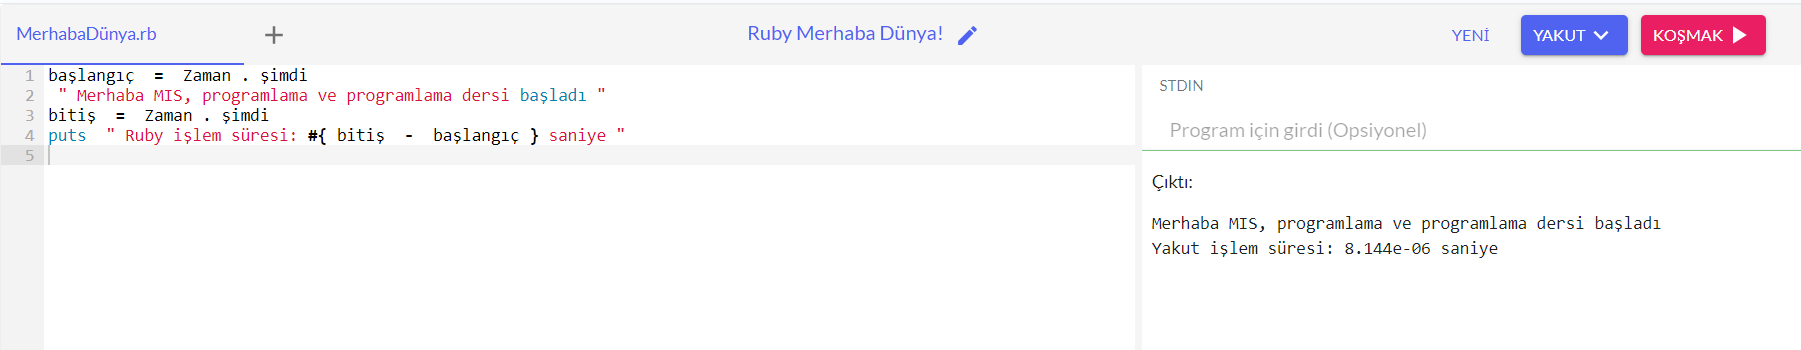 MerhabaDünya.rb +
Ruby Merhaba Dünya!
YENİ
YAKUT
KOŞMAK
1 başlangıç = Zaman . şimdi
2 " Merhaba MIS, programlama ve programlama dersi başladı "
3 bitiş = Zaman . şimdi
4 puts " Ruby işlem süresi: #{ bitiş - başlangıç } saniye "
5
STDIN
Program için girdi (Opsiyonel)
Çıktı:
Merhaba MIS, programlama ve programlama dersi başladı
Yakut işlem süresi: 8.144e-06 saniye